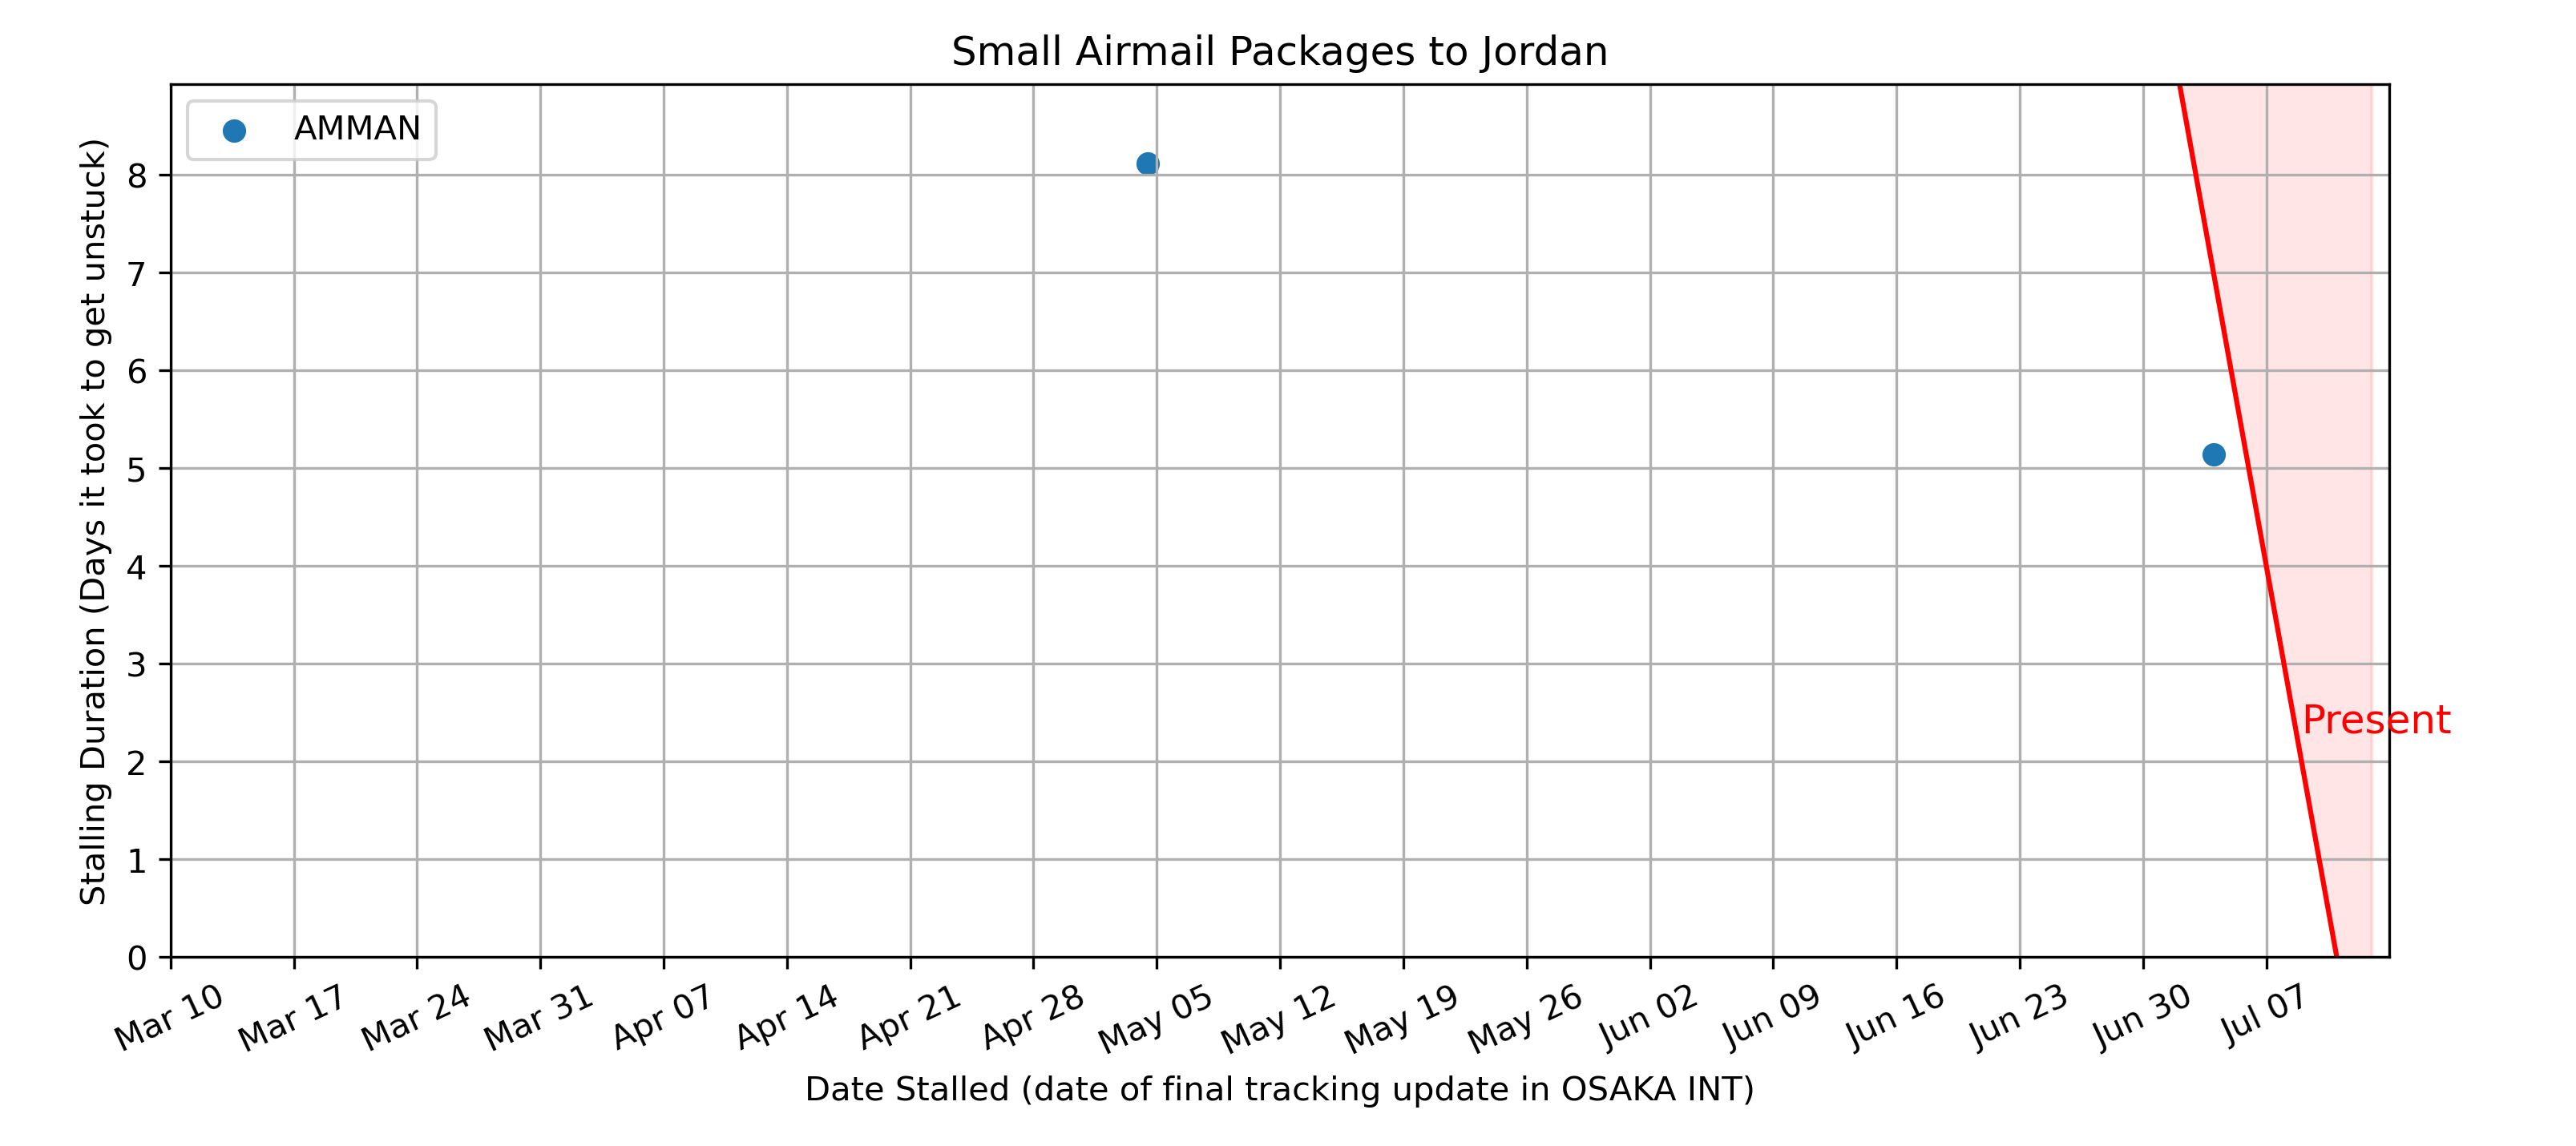 Small Airmail Packages to Jordan
AMMAN
Stalling Duration (Days it took to get unstuck)
8
7
6
5
4
3
2
1
0
Present
Mar 10 Mar 17 Mar 24 Mar 31 Apr 07 Apr 14 Apr 21 Apr 28 May 05 May 12 May 19 May 26 Jun 02 Jun 09 Jun 16 Jun 23 Jun 30 Jul 07
Date Stalled (date of final tracking update in OSAKA INT)